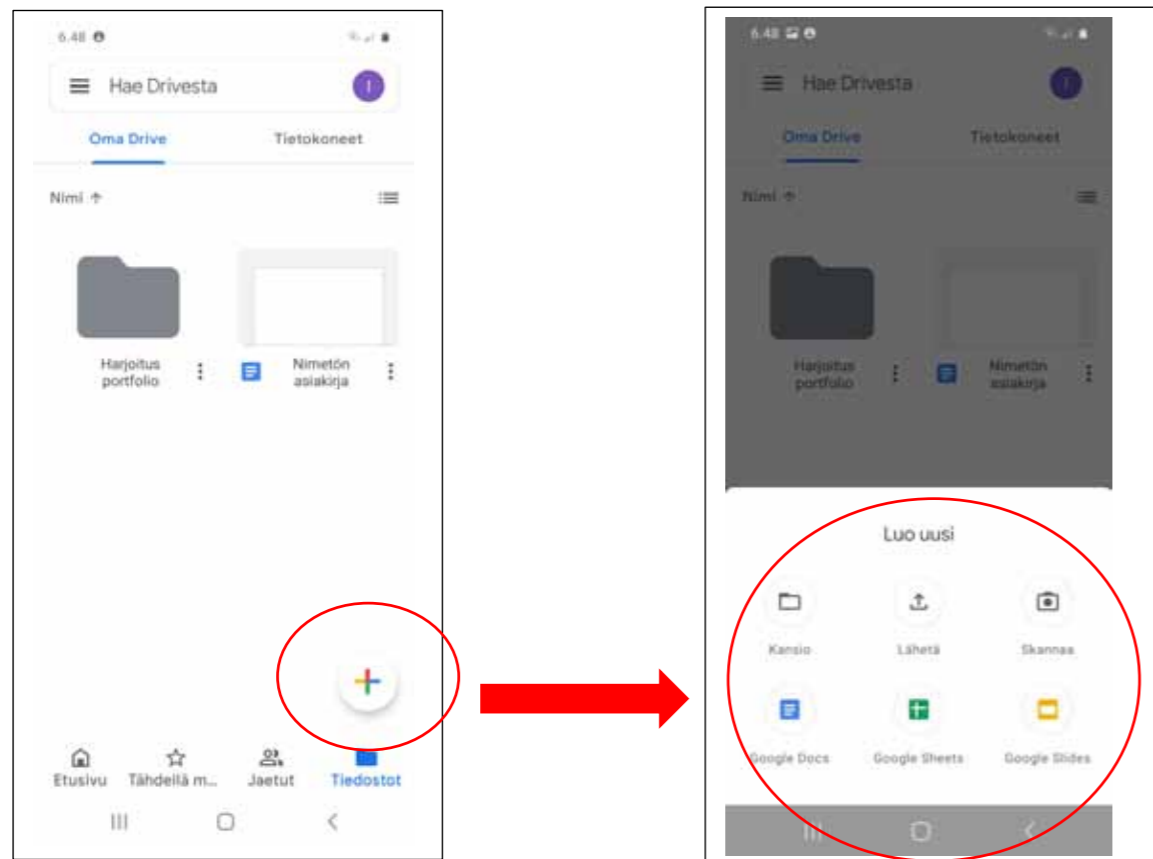 6.48
Hae Drivesta
I
Oma Drive
Tietokoneet
Nimi
Harjoitus
portfolio
Nimetön
asiakirja
Etusivu
Tähdellä m...
Jaetut
Tiedostot
6.48
Hae Drivesta
I
Oma Drive
Tietokoneet
Nimi
Harjoitus
portfolio
Nimetön
asiakirja
Luo uusi
Kansio
Lähetä
Skannaa
Google Docs
Google Sheets
Google Slides